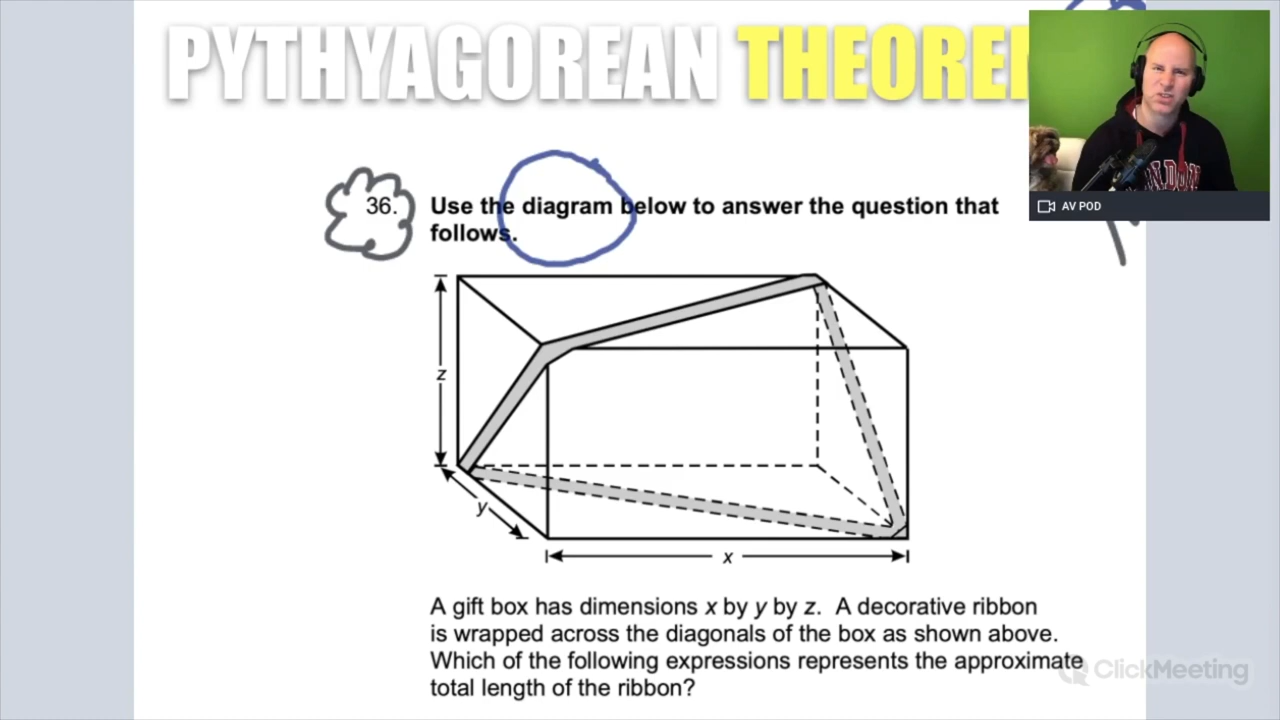 PYTHYAGOREAN THEOREM
AV POD
36. Use the diagram below to answer the question that
follows.
z
y
x
A gift box has dimensions x by y by z. A decorative ribbon
is wrapped across the diagonals of the box as shown above.
Which of the following expressions represents the approximate
total length of the ribbon?
ClickMeeting